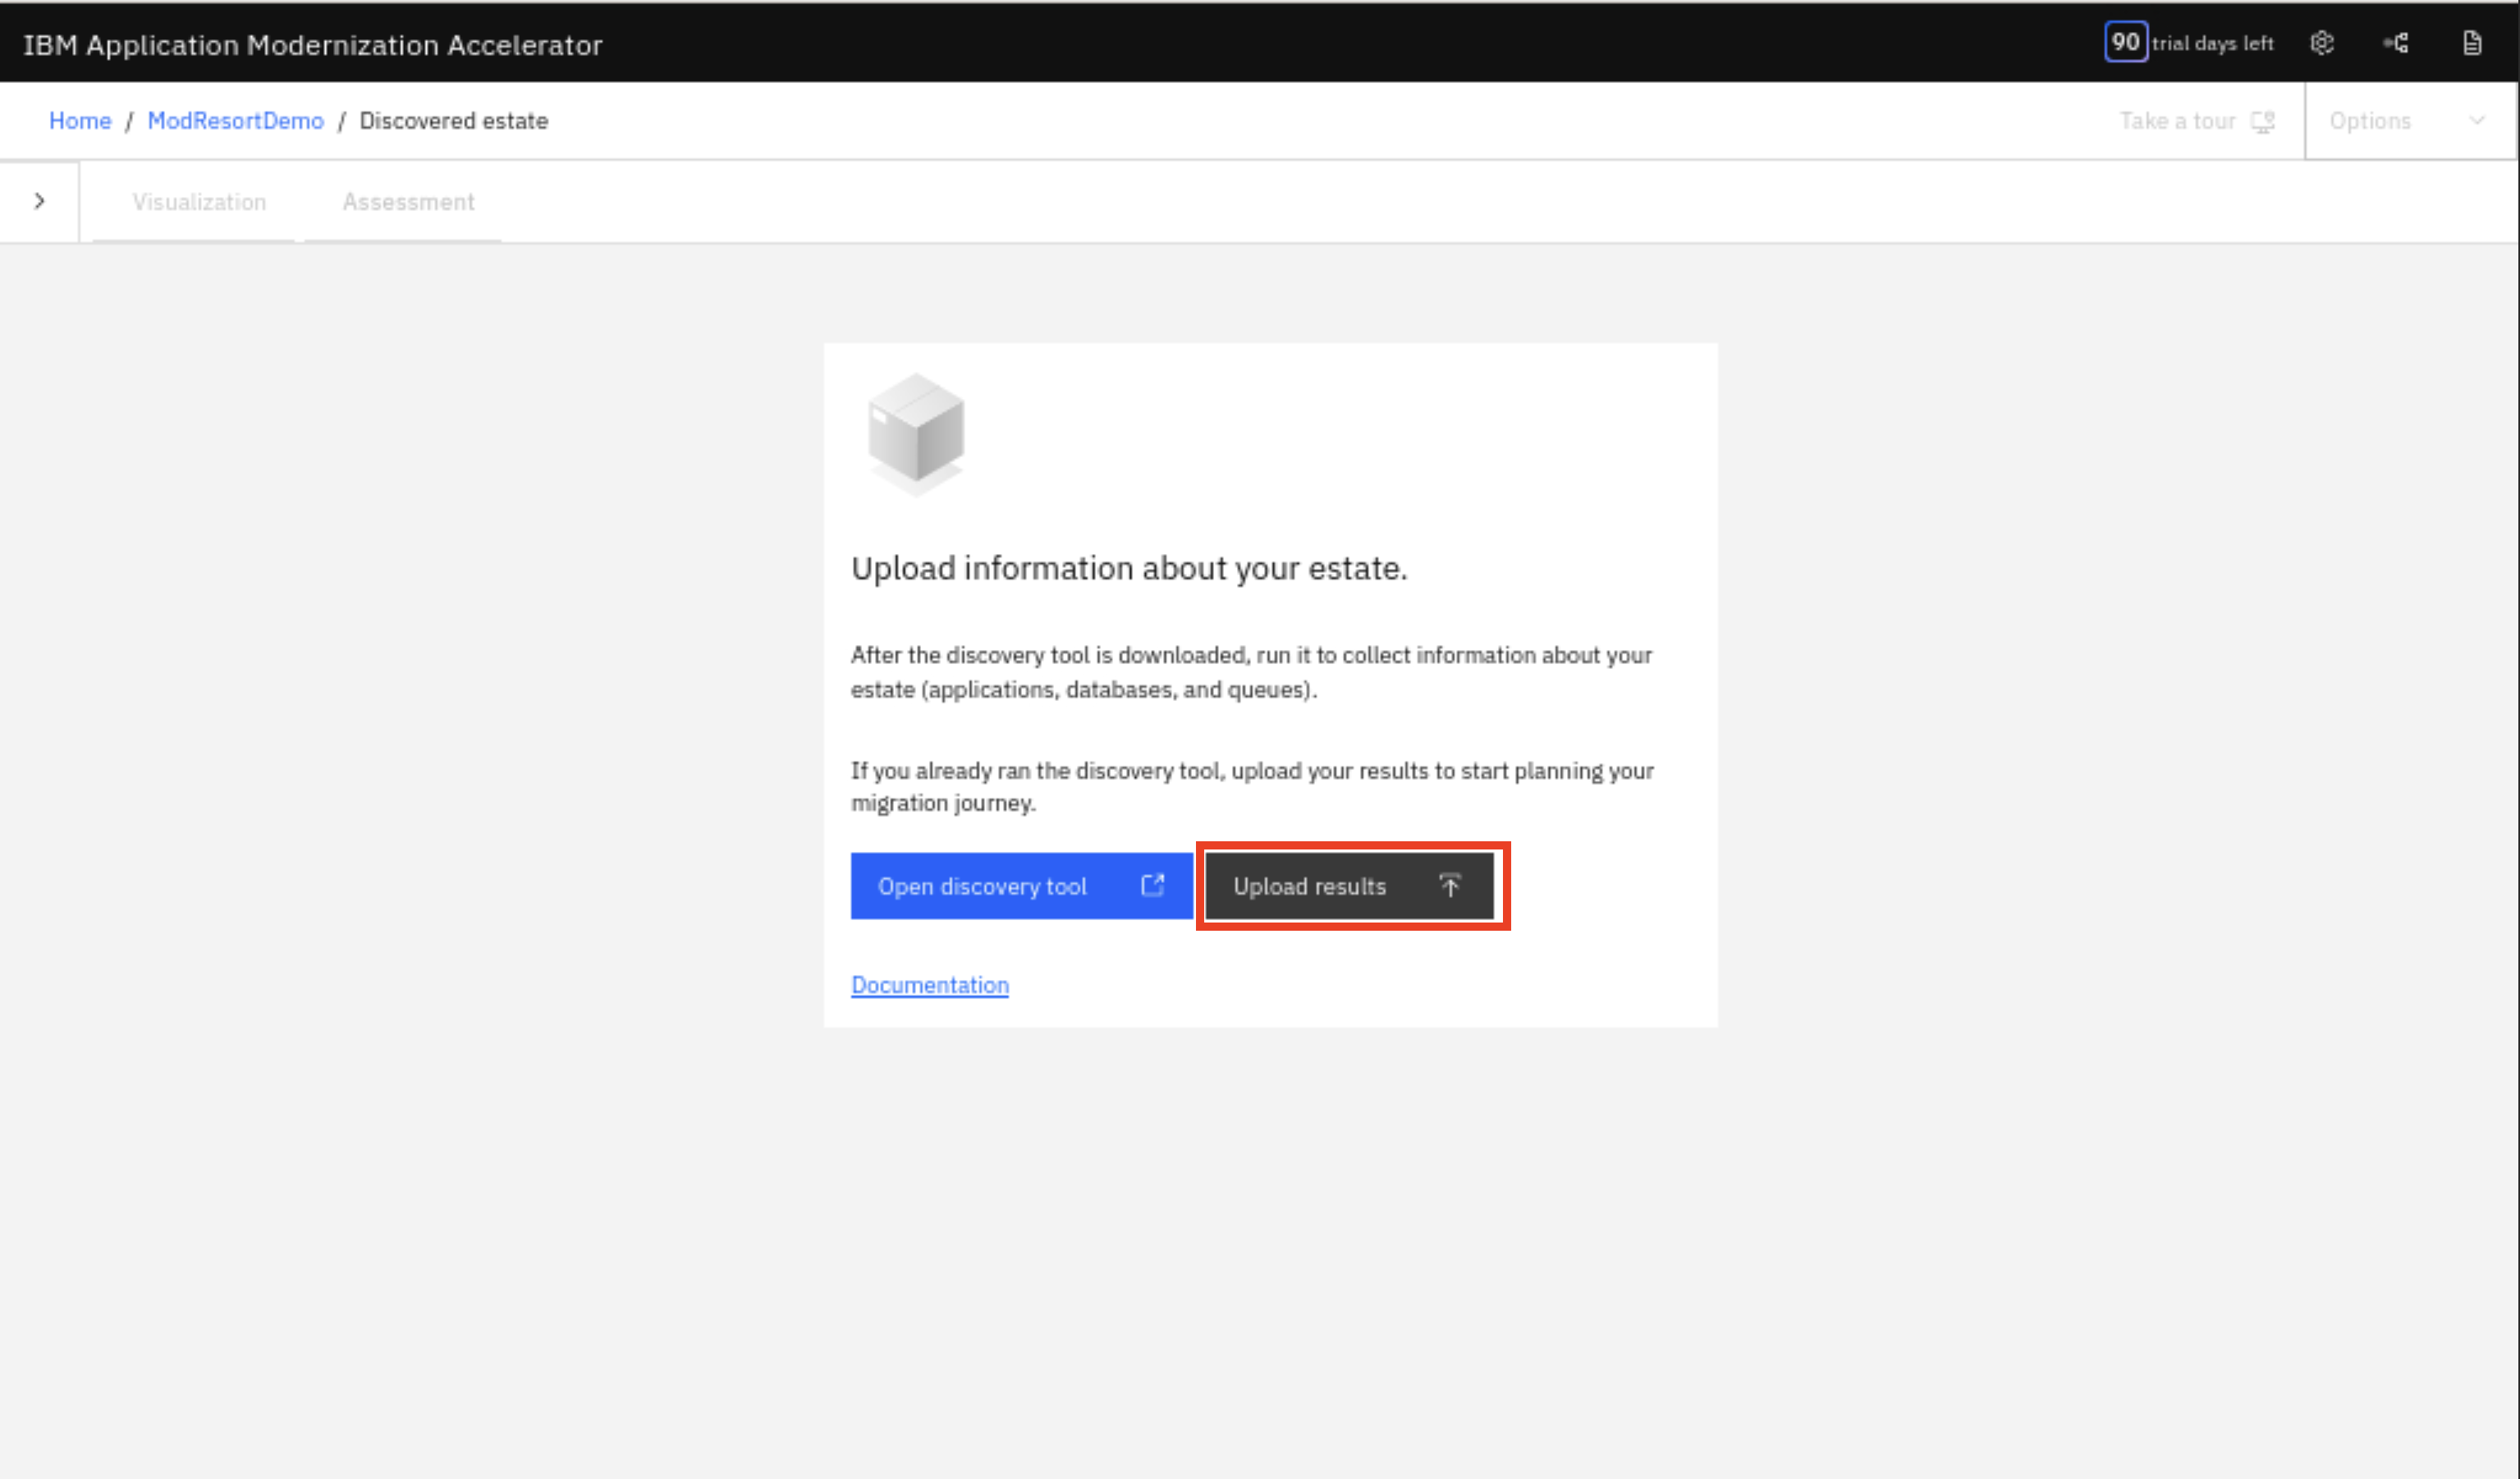 IBM Application Modernization Accelerator
90 trial days left
Home / ModResortDemo / Discovered estate
Take a tour
Options
Visualization
Assessment
Upload information about your estate.
After the discovery tool is downloaded, run it to collect information about your
estate (applications, databases, and queues).
If you already ran the discovery tool, upload your results to start planning your
migration journey.
Open discovery tool
Upload results
Documentation